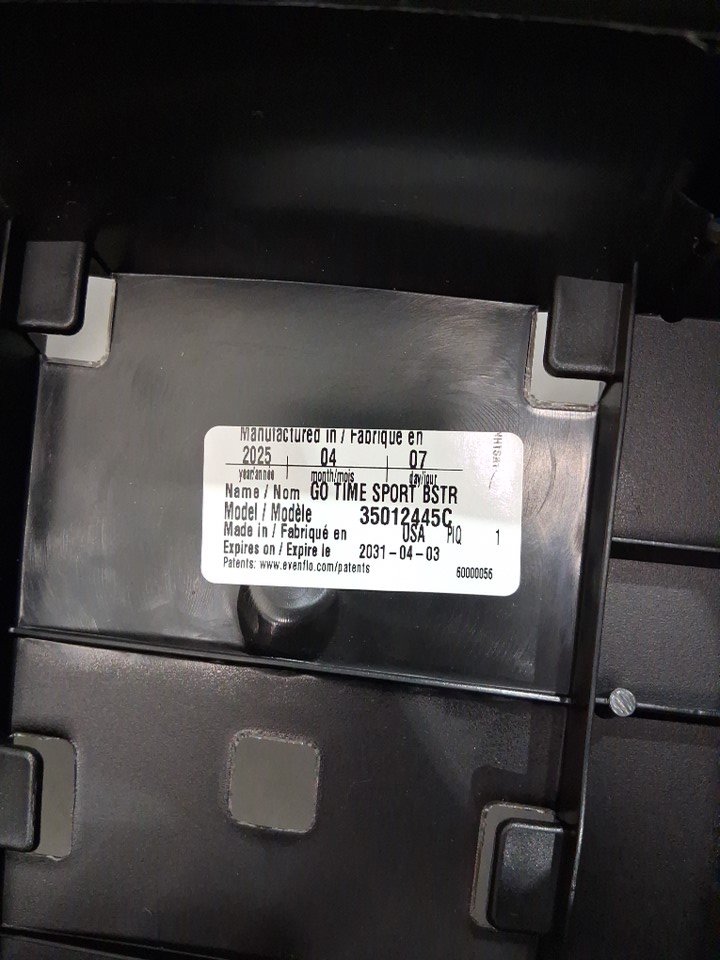 Manufactured in / Fabriqué en
2025 04 07
year/année month/mois day/jour
Name / Nom GO TIME SPORT BSTR
Model / Modèle 35012445C
Made in / Fabriqué en USA PIQ 1
Expires on / Expire le 2031-04-03
Patents: www.evenflo.com/patents 60000056